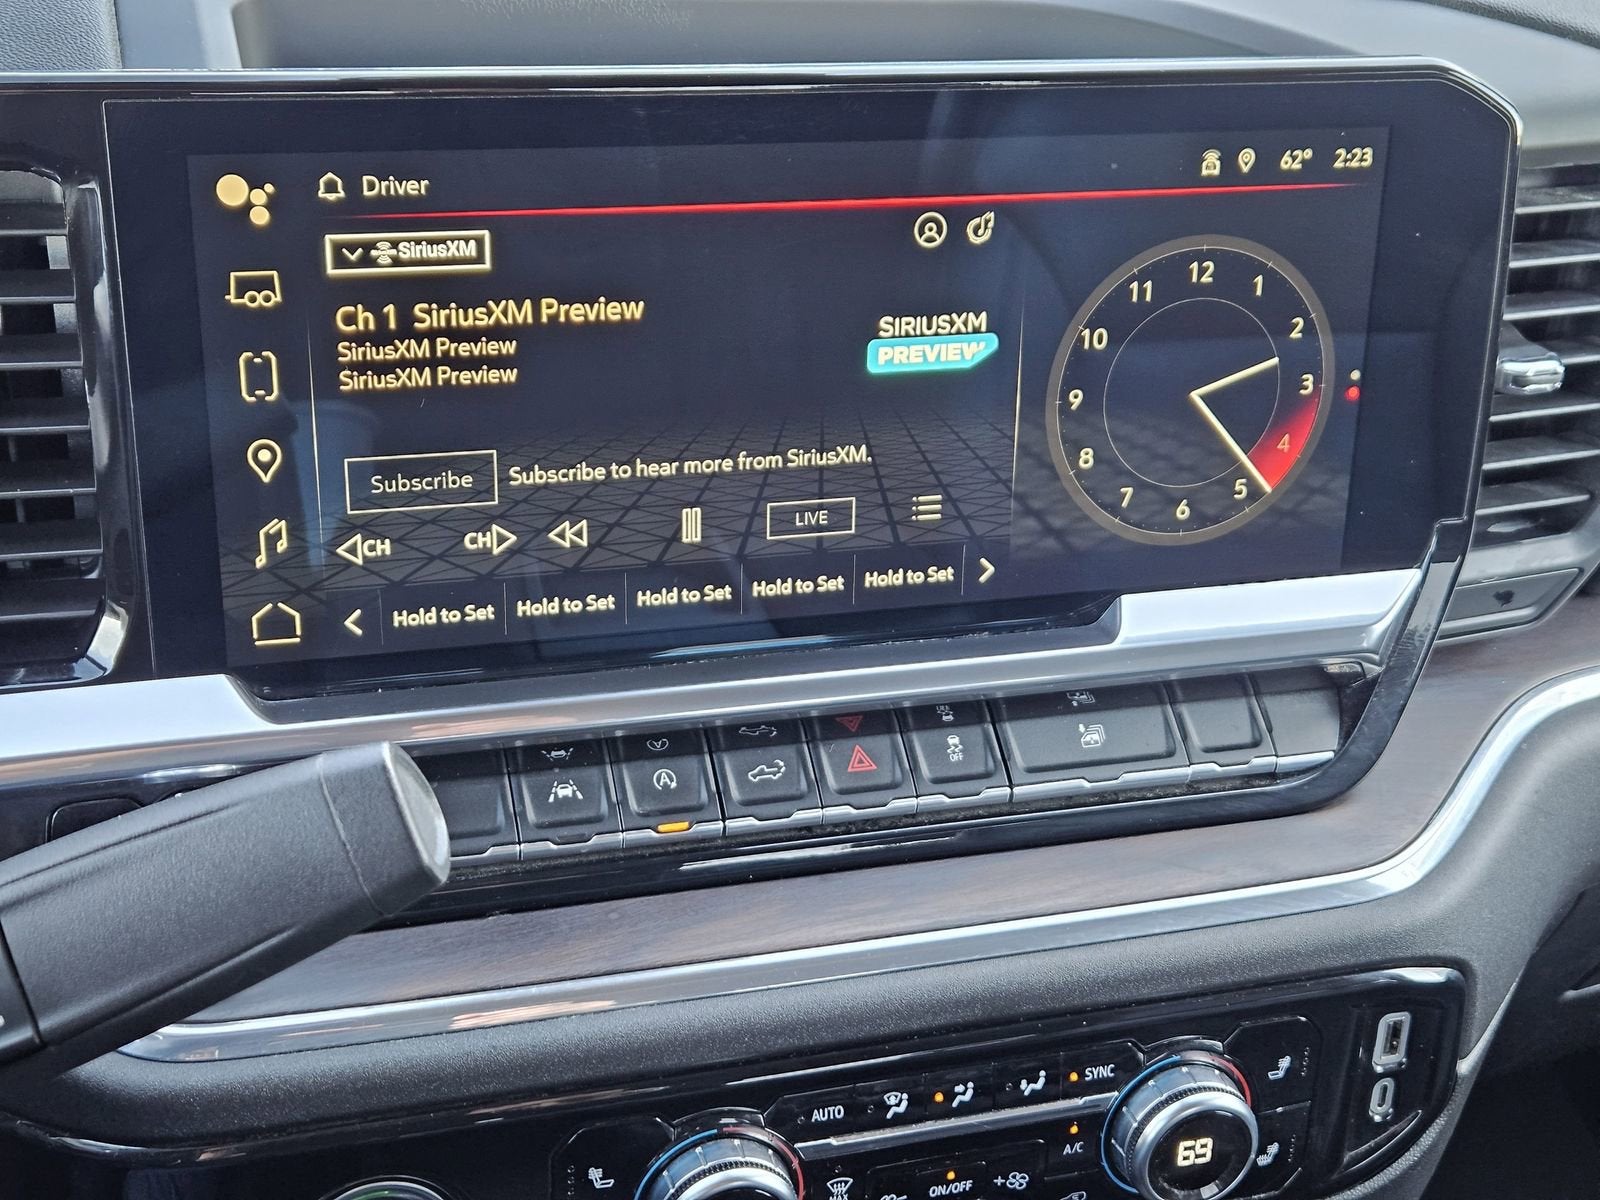 Driver
62° 2:23
SiriusXM
Ch 1 SiriusXM Preview
SiriusXM Preview
SiriusXM Preview
SIRIUSXM
PREVIEW
Subscribe
Subscribe to hear more from SiriusXM.
CH
CH
LIVE
Hold to Set
Hold to Set
Hold to Set
Hold to Set
Hold to Set
12
1
2
3
4
5
6
7
8
9
10
11
A
OFF
AUTO
SYNC
A/C
69
MAX
ON/OFF
+